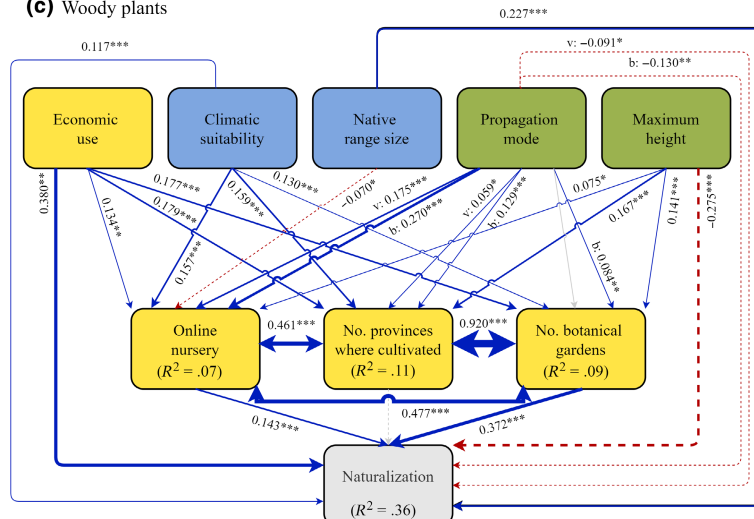 (c) Woody plants
0.227***
v: −0.091*
0.117***
b: −0.130**
Economic
use
Climatic
suitability
Native
range size
Propagation
mode
Maximum
height
0.380**
0.134**
0.177***
0.179***
0.157***
0.159***
0.130***
−0.070*
v: 0.175***
b: 0.270***
v: 0.059*
b: 0.129***
b: 0.084**
0.075*
0.167***
0.141***
−0.275***
Online
nursery
(R² = .07)
0.461***
No. provinces
where cultivated
(R² = .11)
0.920***
No. botanical
gardens
(R² = .09)
0.477***
0.143***
0.372***
Naturalization
(R² = .36)